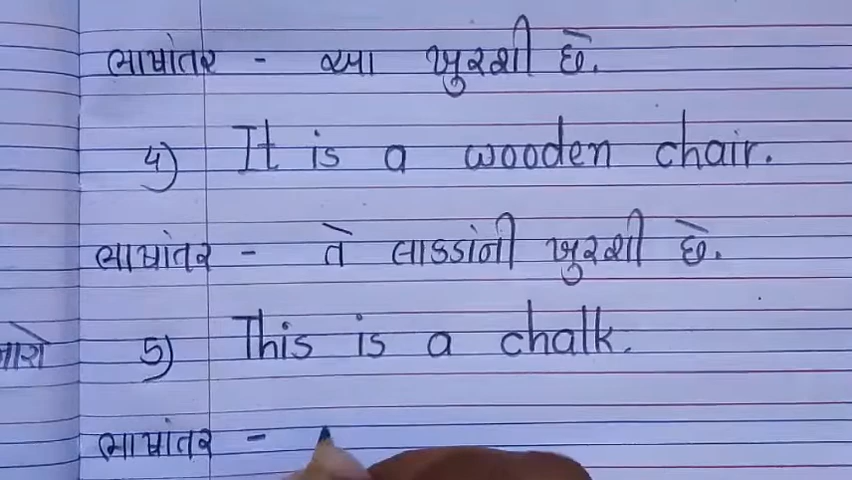 ભાષાંતર - આ ખુરશી છે.
4) It is a wooden chair.
ભાષાંતર - તે લાકડાંની ખુરશી છે.
5) This is a chalk.
ભાષાંતર -